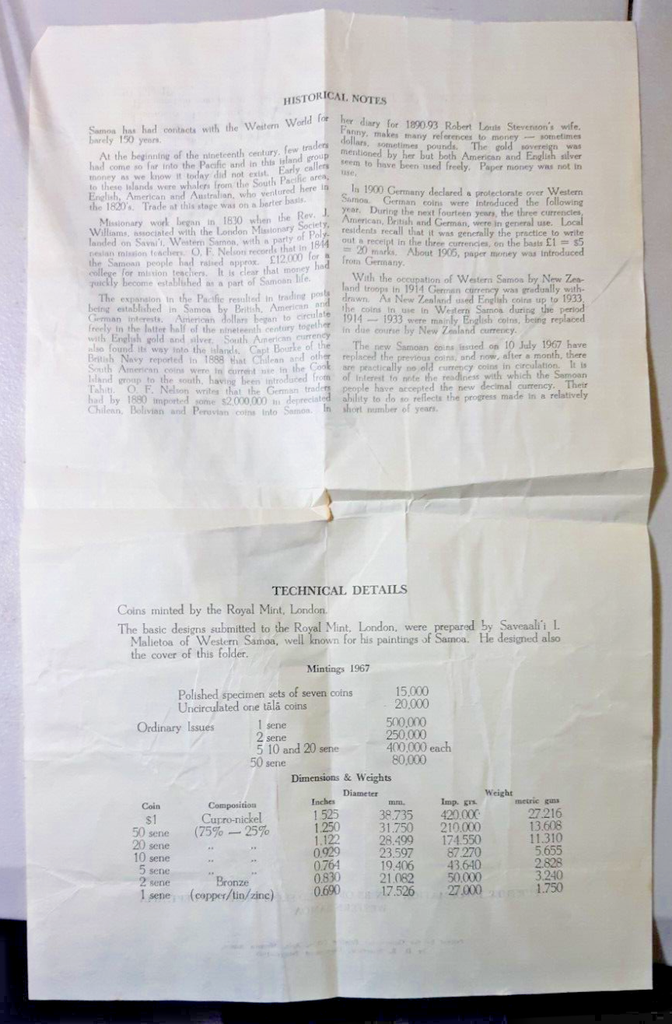 HISTORICAL NOTES
Samoa has had contacts with the Western World for
barely 150 years.
At the beginning of the nineteenth century, few traders
had come so far into the Pacific and in this island group
money as we know it today did not exist. Early callers
to these islands were whalers from the South Pacific area,
English, American and Australian, who ventured here in
the 1820's. Trade at this stage was on a barter basis.
Missionary work began in 1830 when the Rev. J.
Williams, associated with the London Missionary Society,
landed on Savai'i, Western Samoa, with a party of Poly-
nesian mission teachers. O. F. Nelson records that in 1844
the Samoan people had raised approx. £12,000 for a
college for mission teachers. It is clear that money had
quickly become established as a part of Samoan life.
The expansion in the Pacific resulted in trading posts
being established in Samoa by British, American and
German interests. American dollars began to circulate
freely in the latter half of the nineteenth century together
with English gold and silver. South American currency
also found its way into the islands. Capt Bourke of the
British Navy reported in 1888 that Chilean and other
South American coins were in current use in the Cook
Island group to the south, having been introduced from
Tahiti. O. F. Nelson writes that the German traders
had by 1880 imported some $2,000,000 in depreciated
Chilean, Bolivian and Peruvian coins into Samoa. In
her diary for 1890-93 Robert Louis Stevenson's wife,
Fanny, makes many references to money — sometimes
dollars, sometimes pounds. The gold sovereign was
mentioned by her but both American and English silver
seem to have been used freely. Paper money was not in
use.
In 1900 Germany declared a protectorate over Western
Samoa. German coins were introduced the following
year. During the next fourteen years, the three currencies,
American, British and German, were in general use. Local
residents recall that it was generally the practice to write
out a receipt in the three currencies, on the basis £1 = $5
= 20 marks. About 1905, paper money was introduced
from Germany.
With the occupation of Western Samoa by New Zea-
land troops in 1914 German currency was gradually with-
drawn. As New Zealand used English coins up to 1933,
the coins in use in Western Samoa during the period
1914 — 1933 were mainly English coins, being replaced
in due course by New Zealand currency.
The new Samoan coins issued on 10 July 1967 have
replaced the previous coins, and now, after a month, there
are practically no old currency coins in circulation. It is
of interest to note the readiness with which the Samoan
people have accepted the new decimal currency. Their
ability to do so reflects the progress made in a relatively
short number of years.
TECHNICAL DETAILS
Coins minted by the Royal Mint, London.
The basic designs submitted to the Royal Mint, London, were prepared by Saveaali'i I.
Malietoa of Western Samoa, well known for his paintings of Samoa. He designed also
the cover of this folder.
Mintings 1967
Polished specimen sets of seven coins 15,000
Uncirculated one tālā coins 20,000
Ordinary Issues 1 sene 500,000
2 sene 250,000
5 10 and 20 sene 400,000 each
50 sene 80,000
Dimensions & Weights
Diameter Weight
Coin Composition Inches mm. Imp. grs. metric gms
$1 Cupro-nickel 1.525 38.735 420.000 27.216
50 sene (75% — 25% 1.250 31.750 210.000 13.608
20 sene ,, ,, 1.122 28.499 174.550 11.310
10 sene ,, ,, 0.929 23.597 87.270 5.655
5 sene ,, ,, 0.764 19.406 43.640 2.828
2 sene Bronze 0.830 21.082 50.000 3.240
1 sene (copper/tin/zinc) 0.690 17.526 27.000 1.750